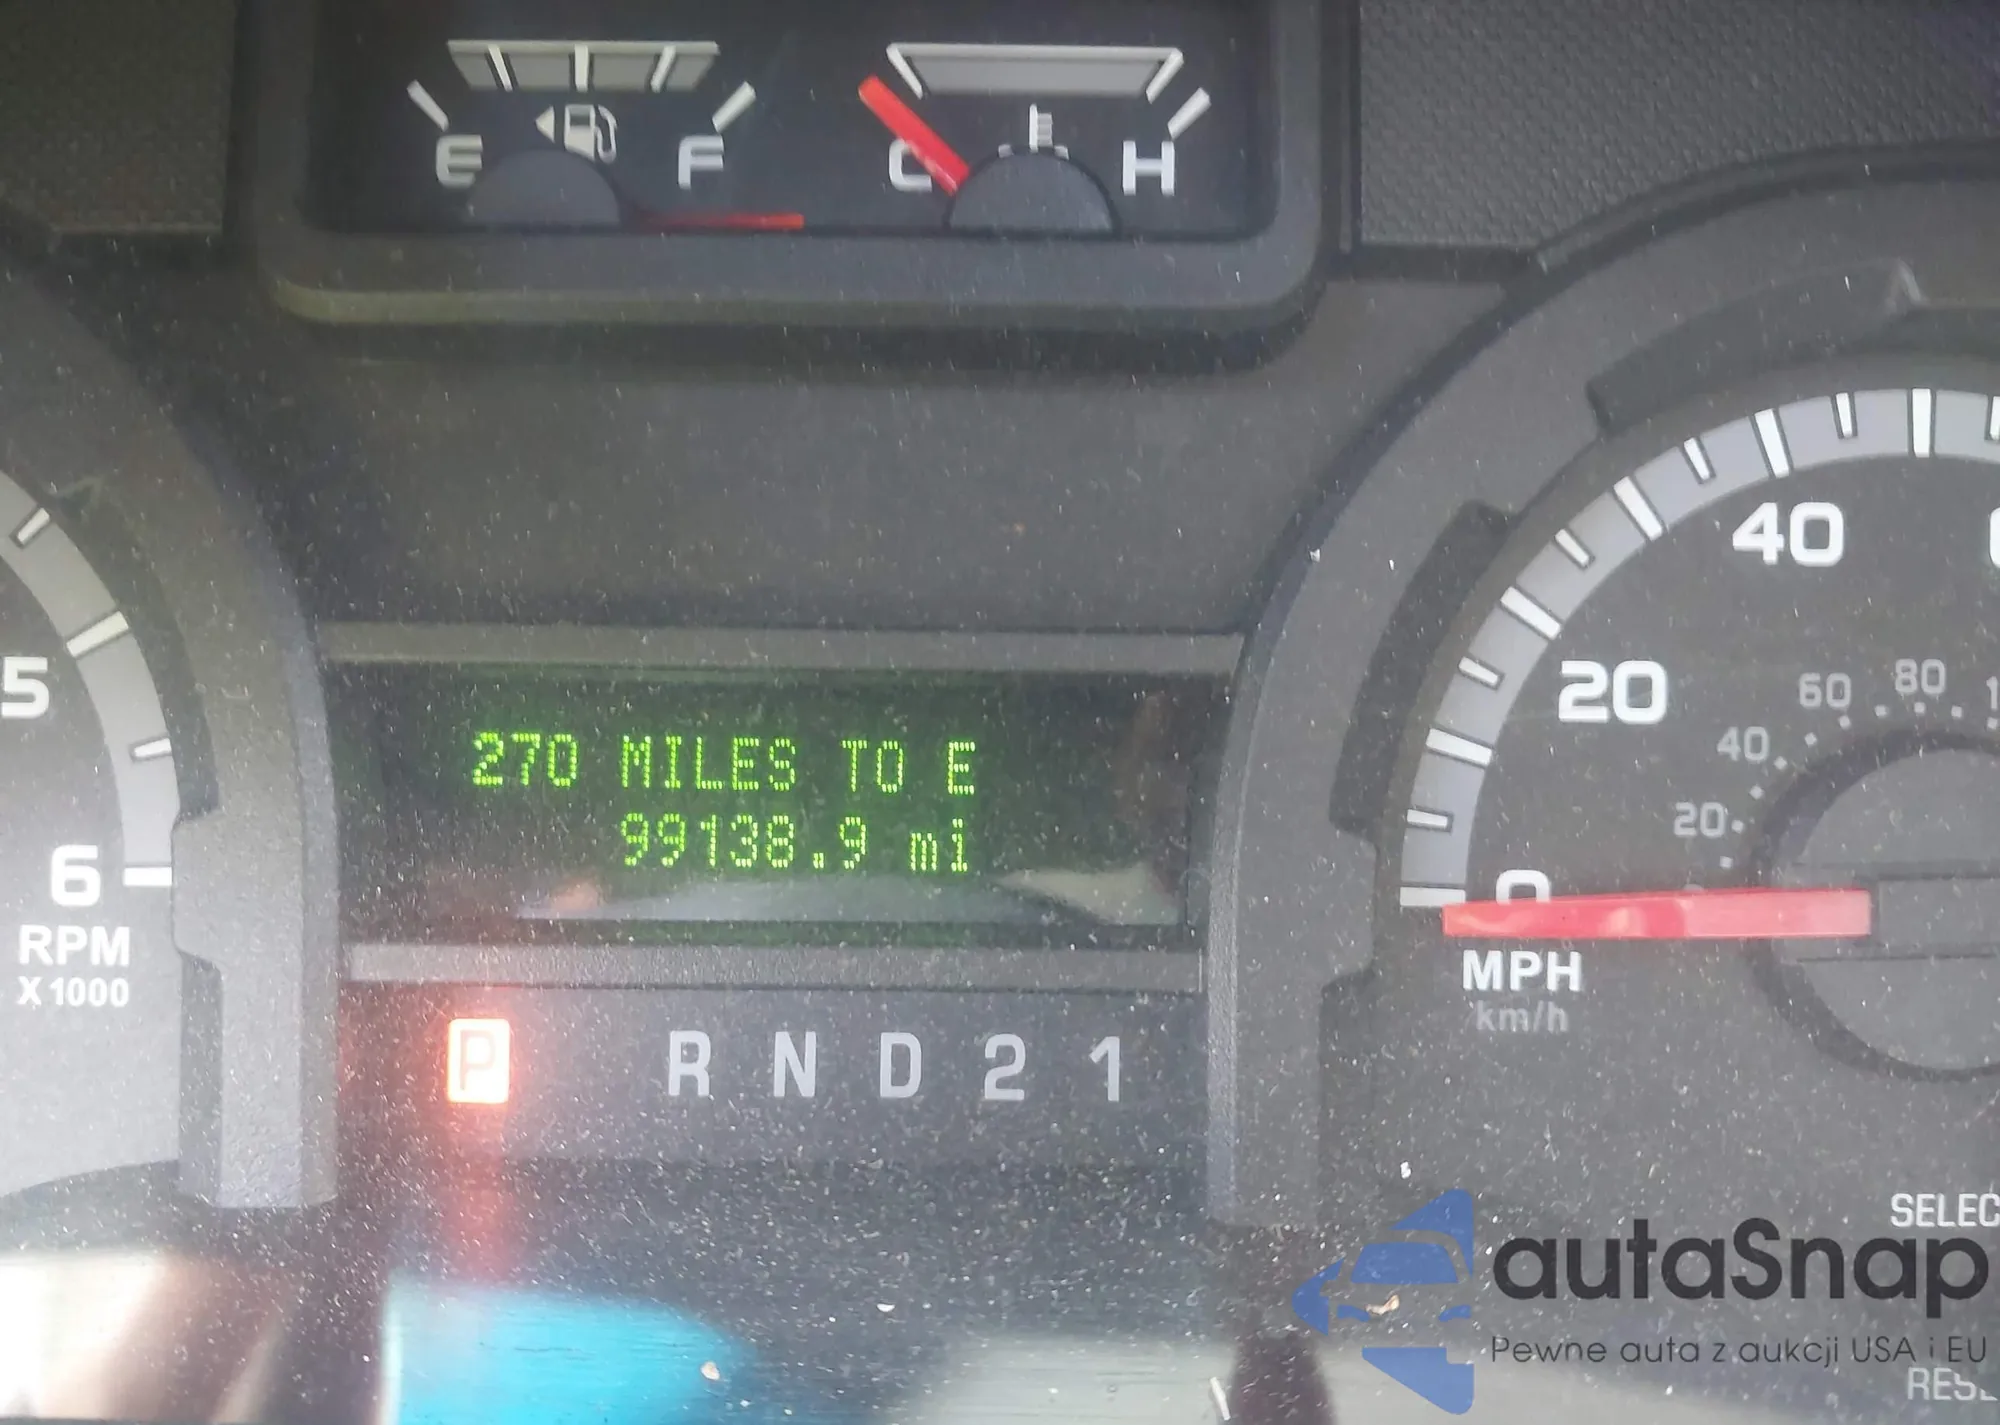 E F C H
270 MILES TO E
99138.9 mi
5
6
RPM
X 1000
P R N D 2 1
40
20
0
60
80
40
20
MPH
km/h
autaSnap
Pewne auta z aukcji USA i EU